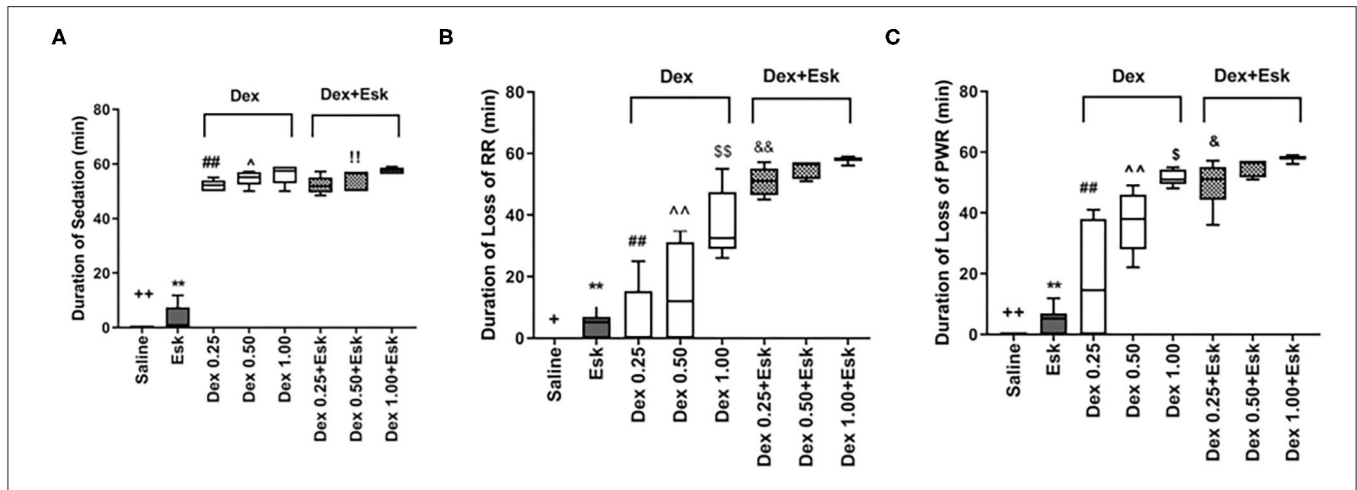 A
Duration of Sedation (min)
80
60
40
20
0
Dex
Dex+Esk
++
**
##
^
!!
Saline
Esk
Dex 0.25
Dex 0.50
Dex 1.00
Dex 0.25+Esk
Dex 0.50+Esk
Dex 1.00+Esk
B
Duration of Loss of RR (min)
80
60
40
20
0
Dex
Dex+Esk
+
**
##
^^
$$
&&
Saline
Esk
Dex 0.25
Dex 0.50
Dex 1.00
Dex 0.25+Esk
Dex 0.50+Esk
Dex 1.00+Esk
C
Duration of Loss of PWR (min)
80
60
40
20
0
Dex
Dex+Esk
++
**
##
^^
$
&
Saline
Esk
Dex 0.25
Dex 0.50
Dex 1.00
Dex 0.25+Esk
Dex 0.50+Esk
Dex 1.00+Esk